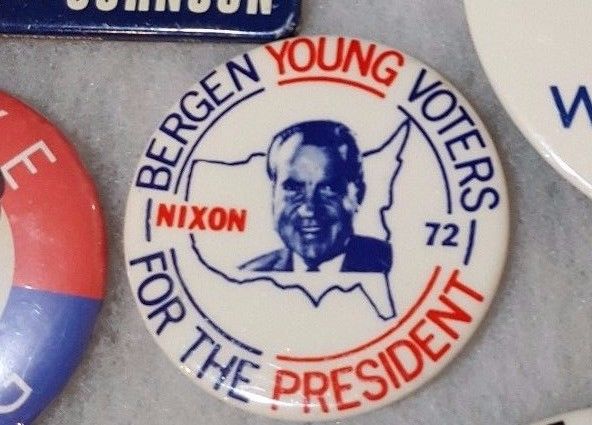 JOHNSON
BERGEN YOUNG VOTERS
NIXON
72
FOR THE PRESIDENT
W